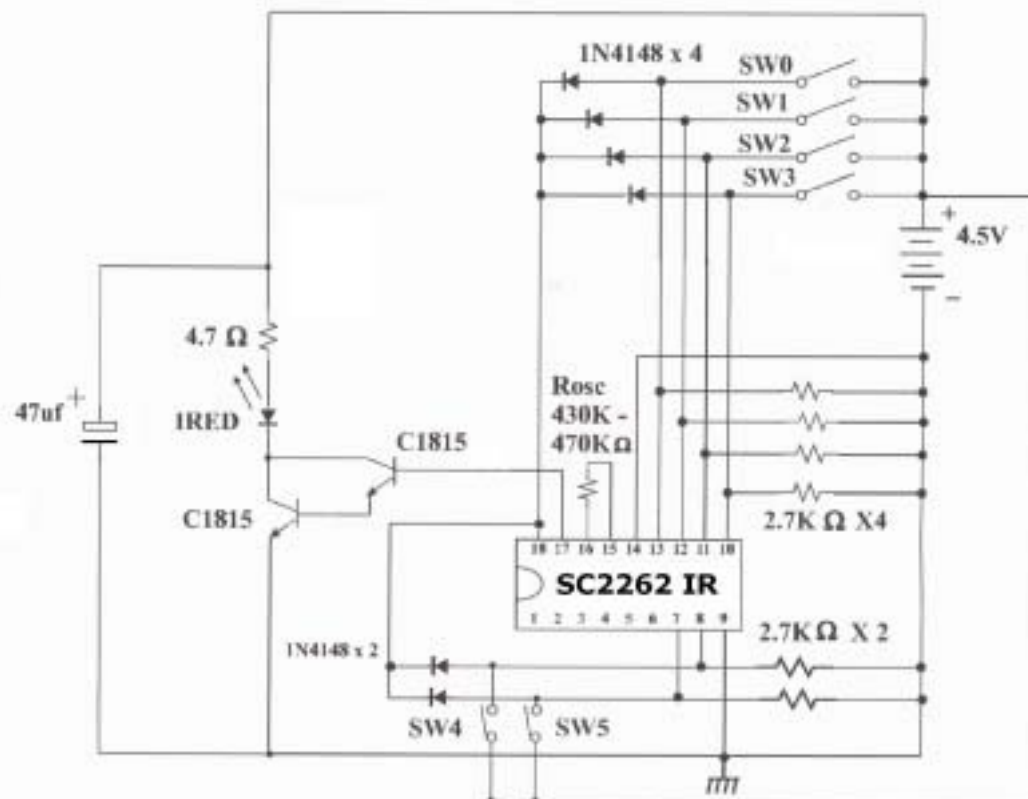 1N4148 x 4
SW0
SW1
SW2
SW3
+
4.5V
−
4.7 Ω
47uf
+
IRED
C1815
C1815
Rosc
430K -
470K Ω
2.7K Ω X4
18 17 16 15 14 13 12 11 10
SC2262 IR
1 2 3 4 5 6 7 8 9
2.7K Ω X 2
1N4148 x 2
SW4
SW5